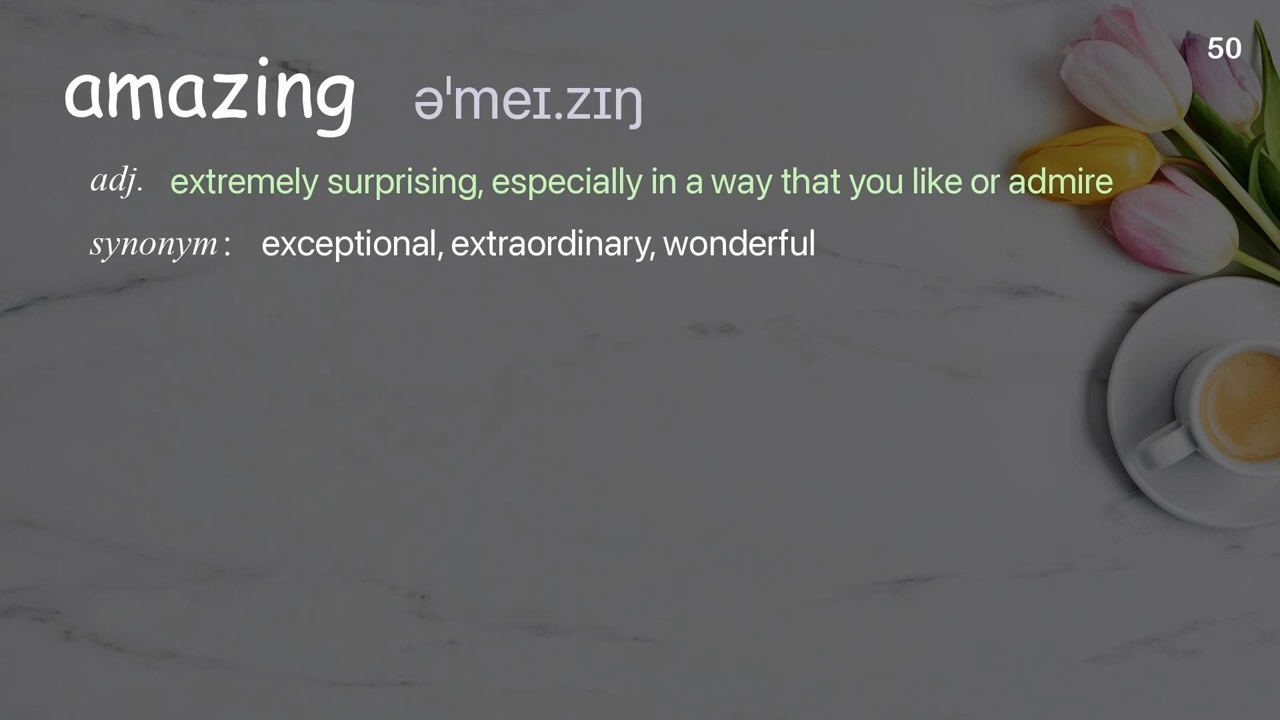 50
amazing əˈmeɪ.zɪŋ
adj. extremely surprising, especially in a way that you like or admire
synonym : exceptional, extraordinary, wonderful